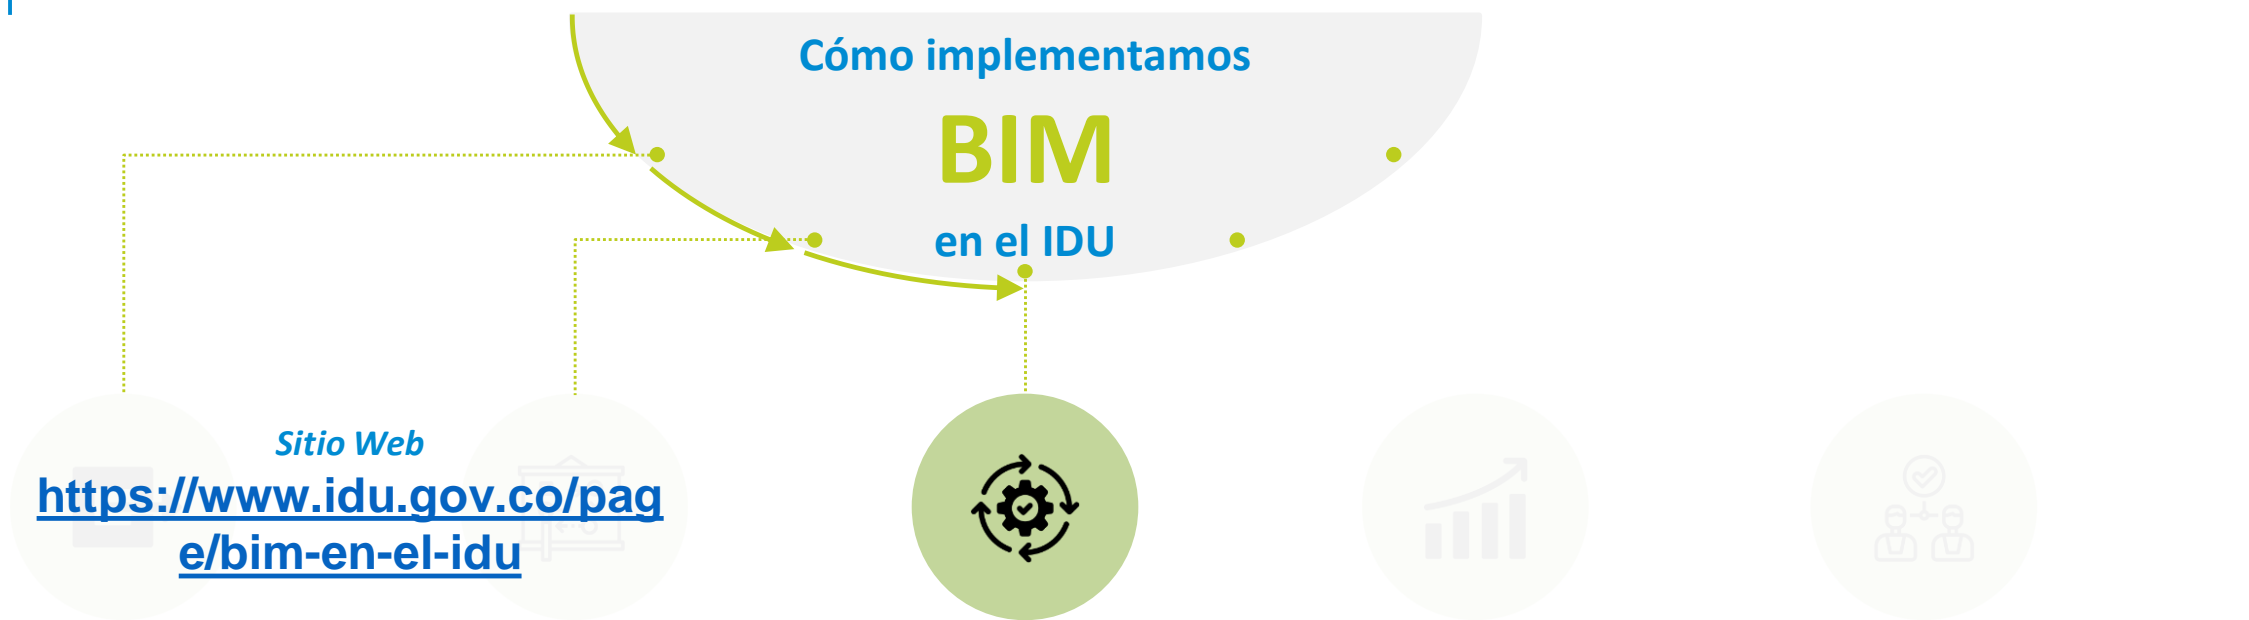 Cómo implementamos
BIM
en el IDU
Sitio Web
https://www.idu.gov.co/pag
e/bim-en-el-idu